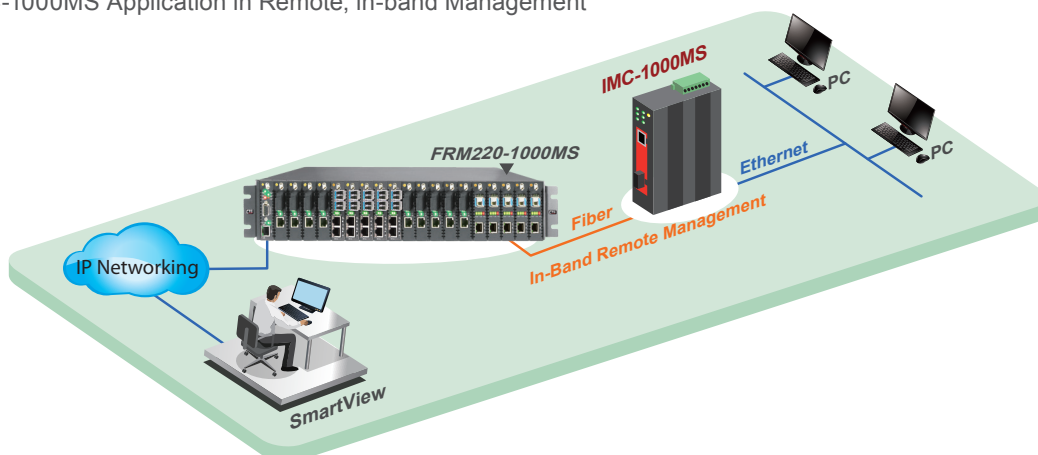 -1000MS Application in Remote, In-band Management
IMC-1000MS
PC
PC
FRM220-1000MS
Ethernet
Fiber
In-Band Remote Management
IP Networking
SmartView